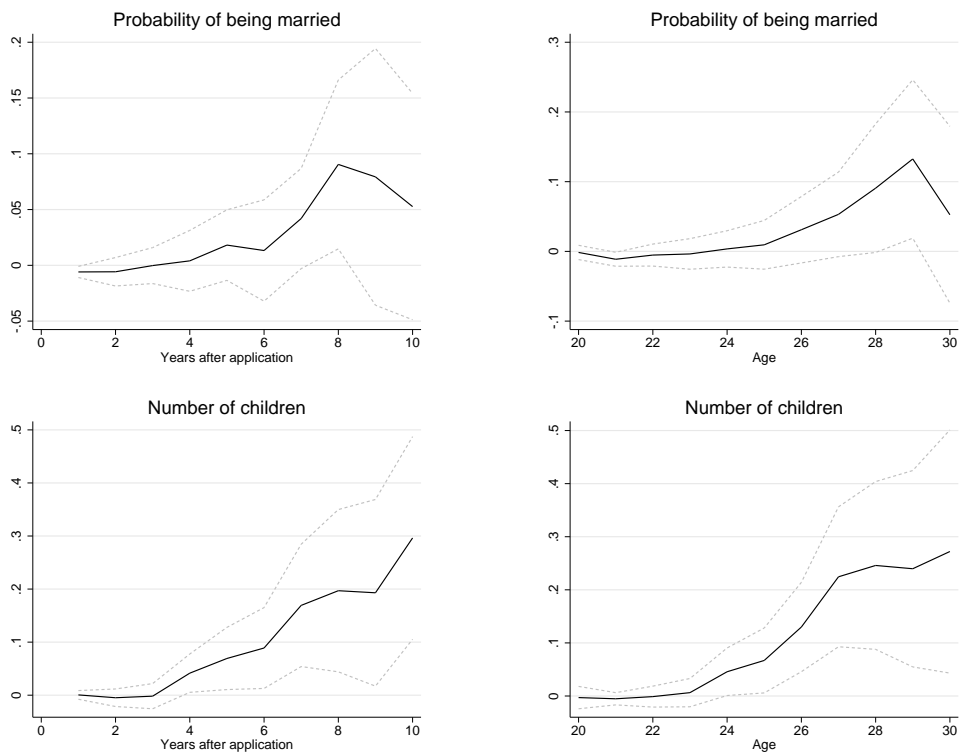 Probability of being married
.2
.15
.1
.05
0
-.05
0 2 4 6 8 10
Years after application
Probability of being married
.3
.2
.1
0
-.1
20 22 24 26 28 30
Age
Number of children
.5
.4
.3
.2
.1
0
0 2 4 6 8 10
Years after application
Number of children
.5
.4
.3
.2
.1
0
20 22 24 26 28 30
Age